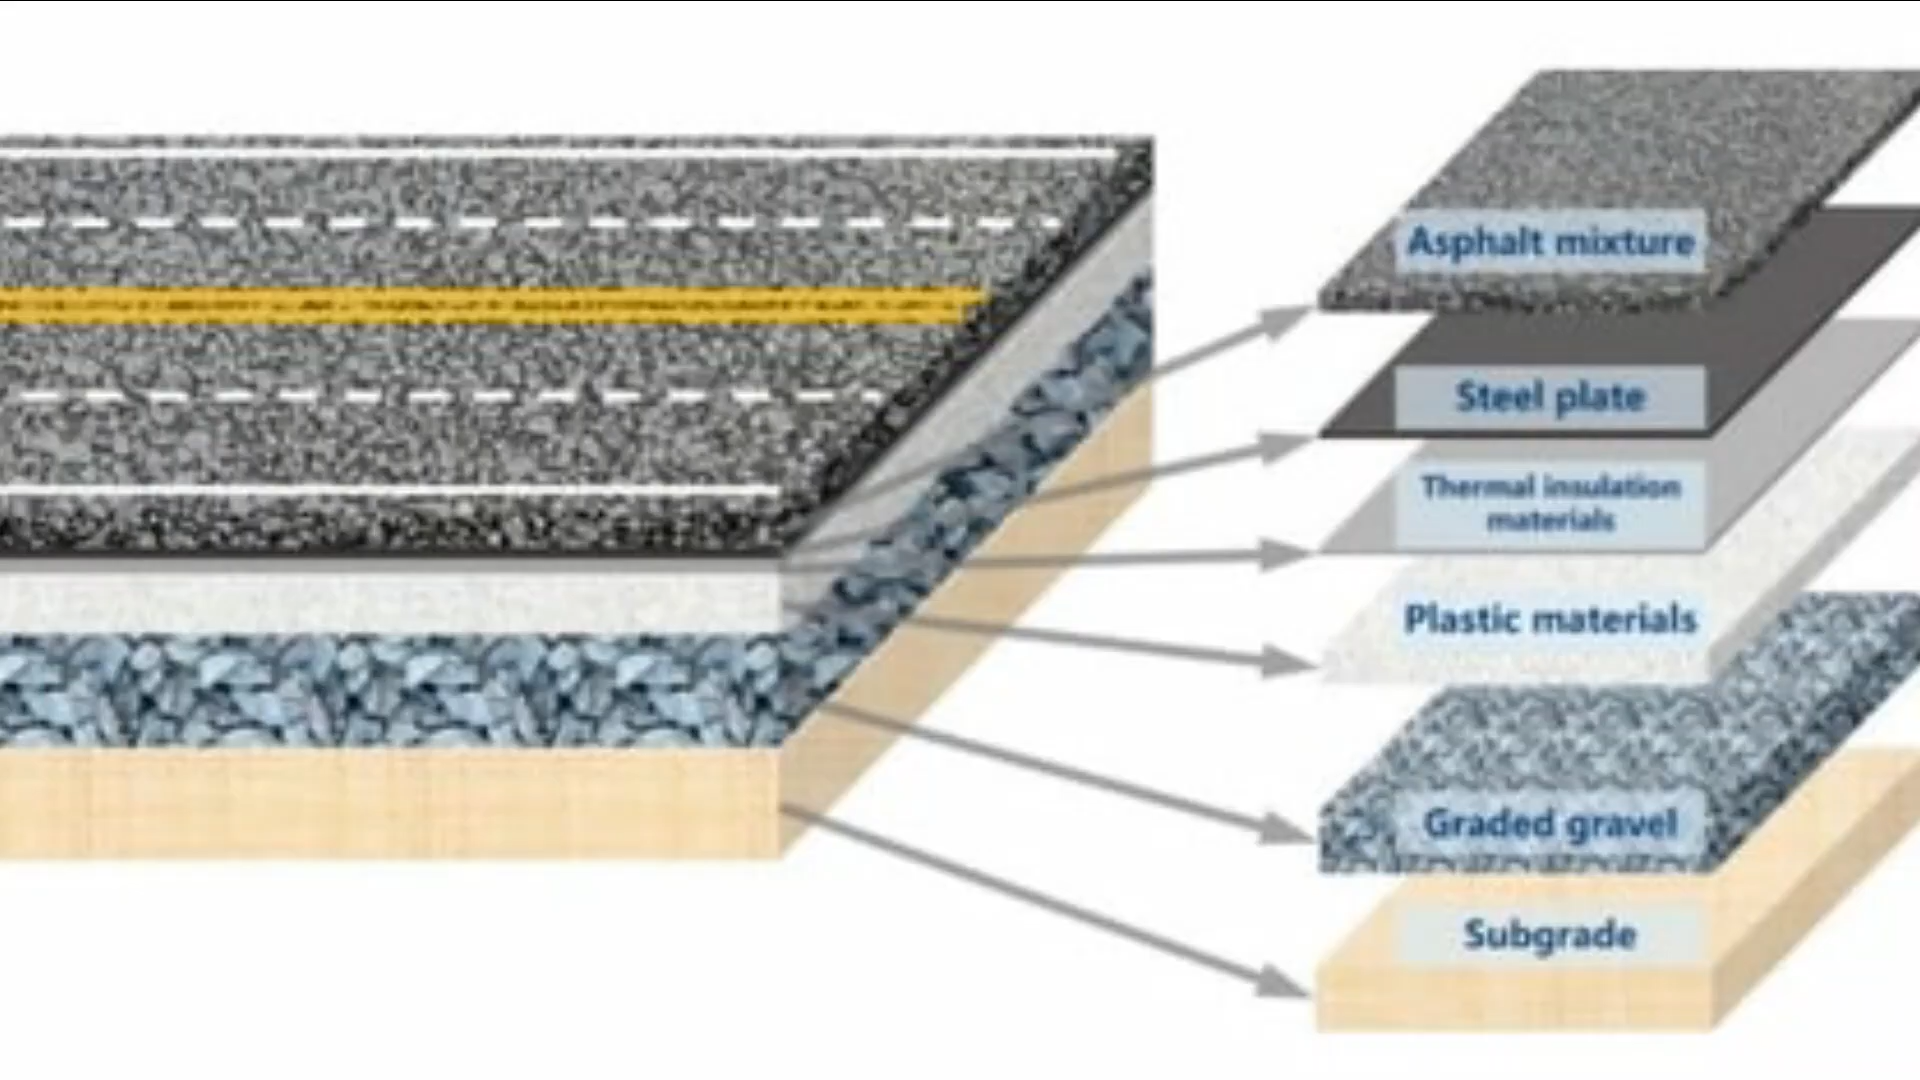 Asphalt mixture
Steel plate
Thermal insulation
materials
Plastic materials
Graded gravel
Subgrade